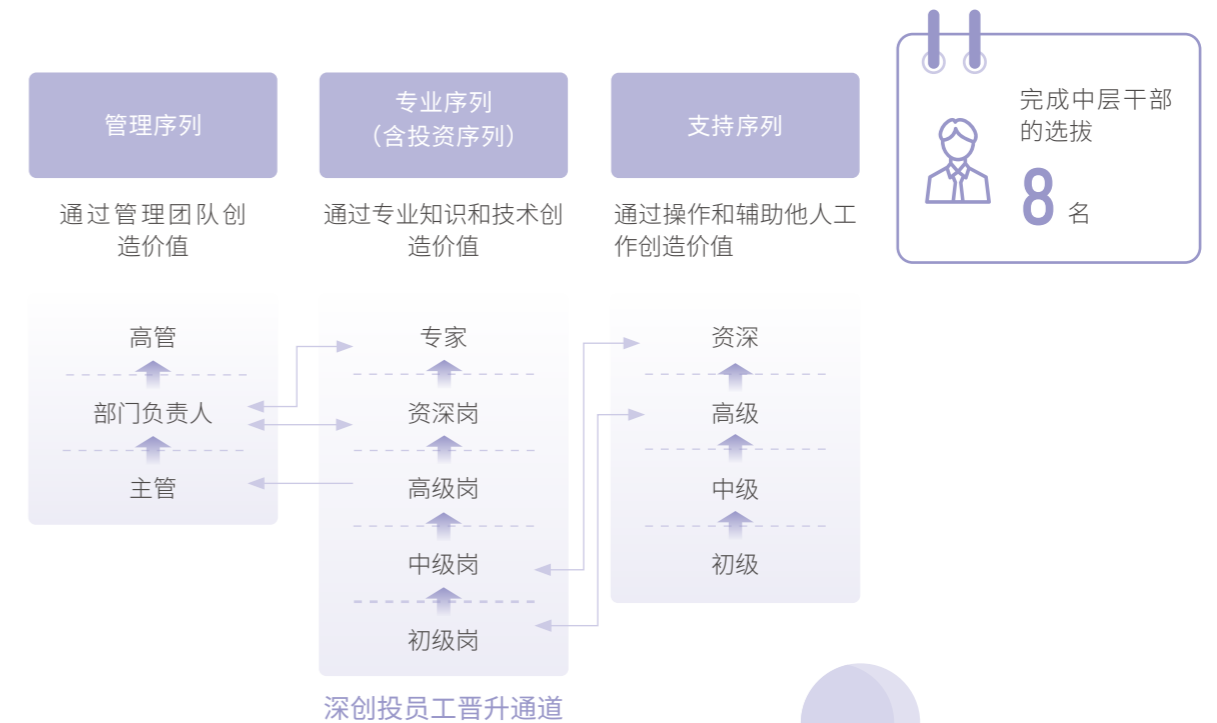 管理序列
通过管理团队创
造价值
高管
部门负责人
主管
专业序列
（含投资序列）
通过专业知识和技术创
造价值
专家
资深岗
高级岗
中级岗
初级岗
支持序列
通过操作和辅助他人工
作创造价值
资深
高级
中级
初级
完成中层干部
的选拔
8 名
深创投员工晋升通道